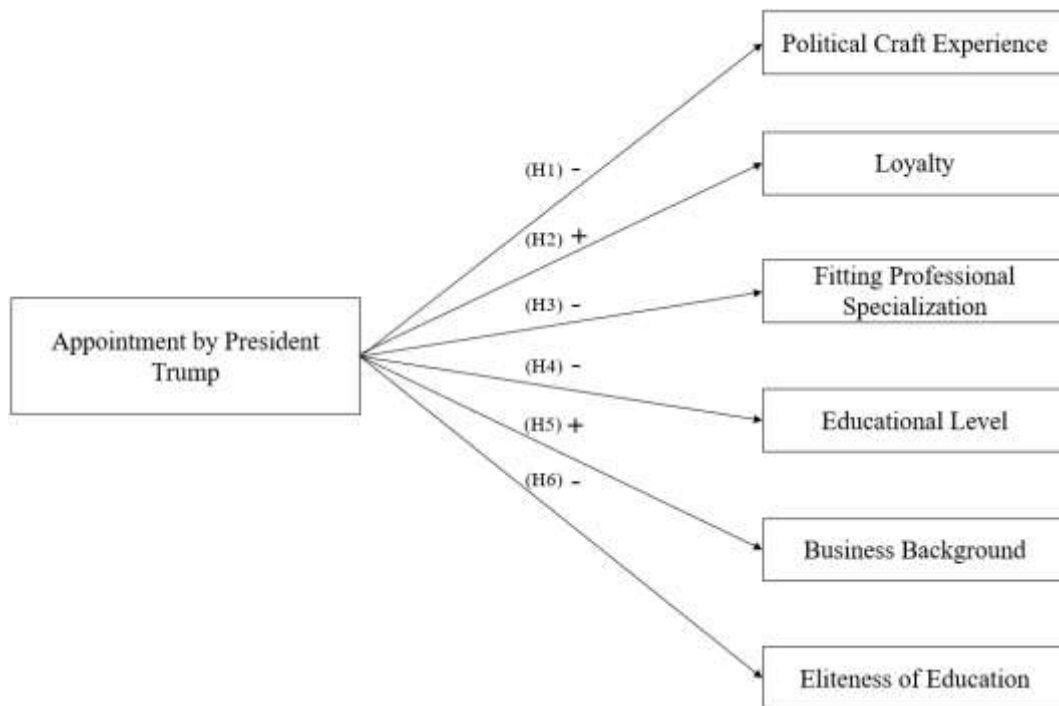 Political Craft Experience
(H1) -
Loyalty
(H2) +
Fitting Professional
Specialization
(H3) -
Appointment by President
Trump
(H4) -
Educational Level
(H5) +
(H6) -
Business Background
Eliteness of Education